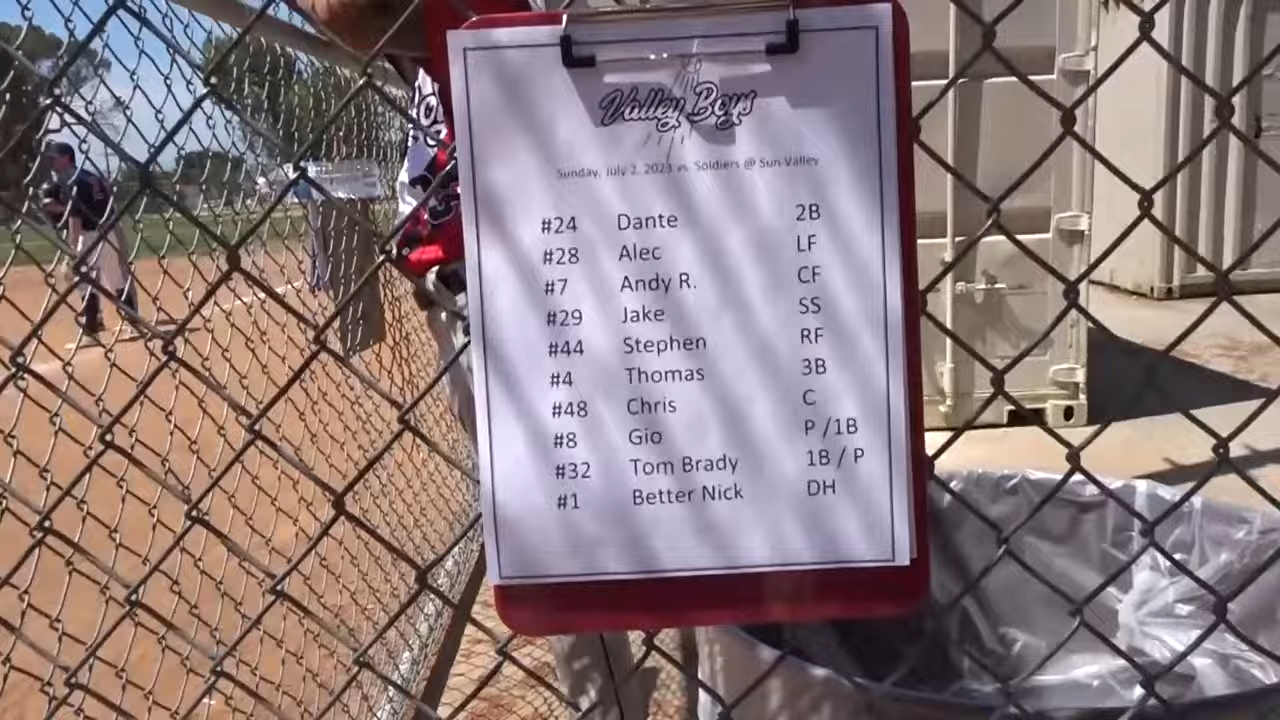 Valley Boys
Sunday, July 2, 2023 vs Soldiers @ Sun Valley
#24 Dante 2B
#28 Alec LF
#7 Andy R. CF
#29 Jake SS
#44 Stephen RF
#4 Thomas 3B
#48 Chris C
#8 Gio P /1B
#32 Tom Brady 1B / P
#1 Better Nick DH